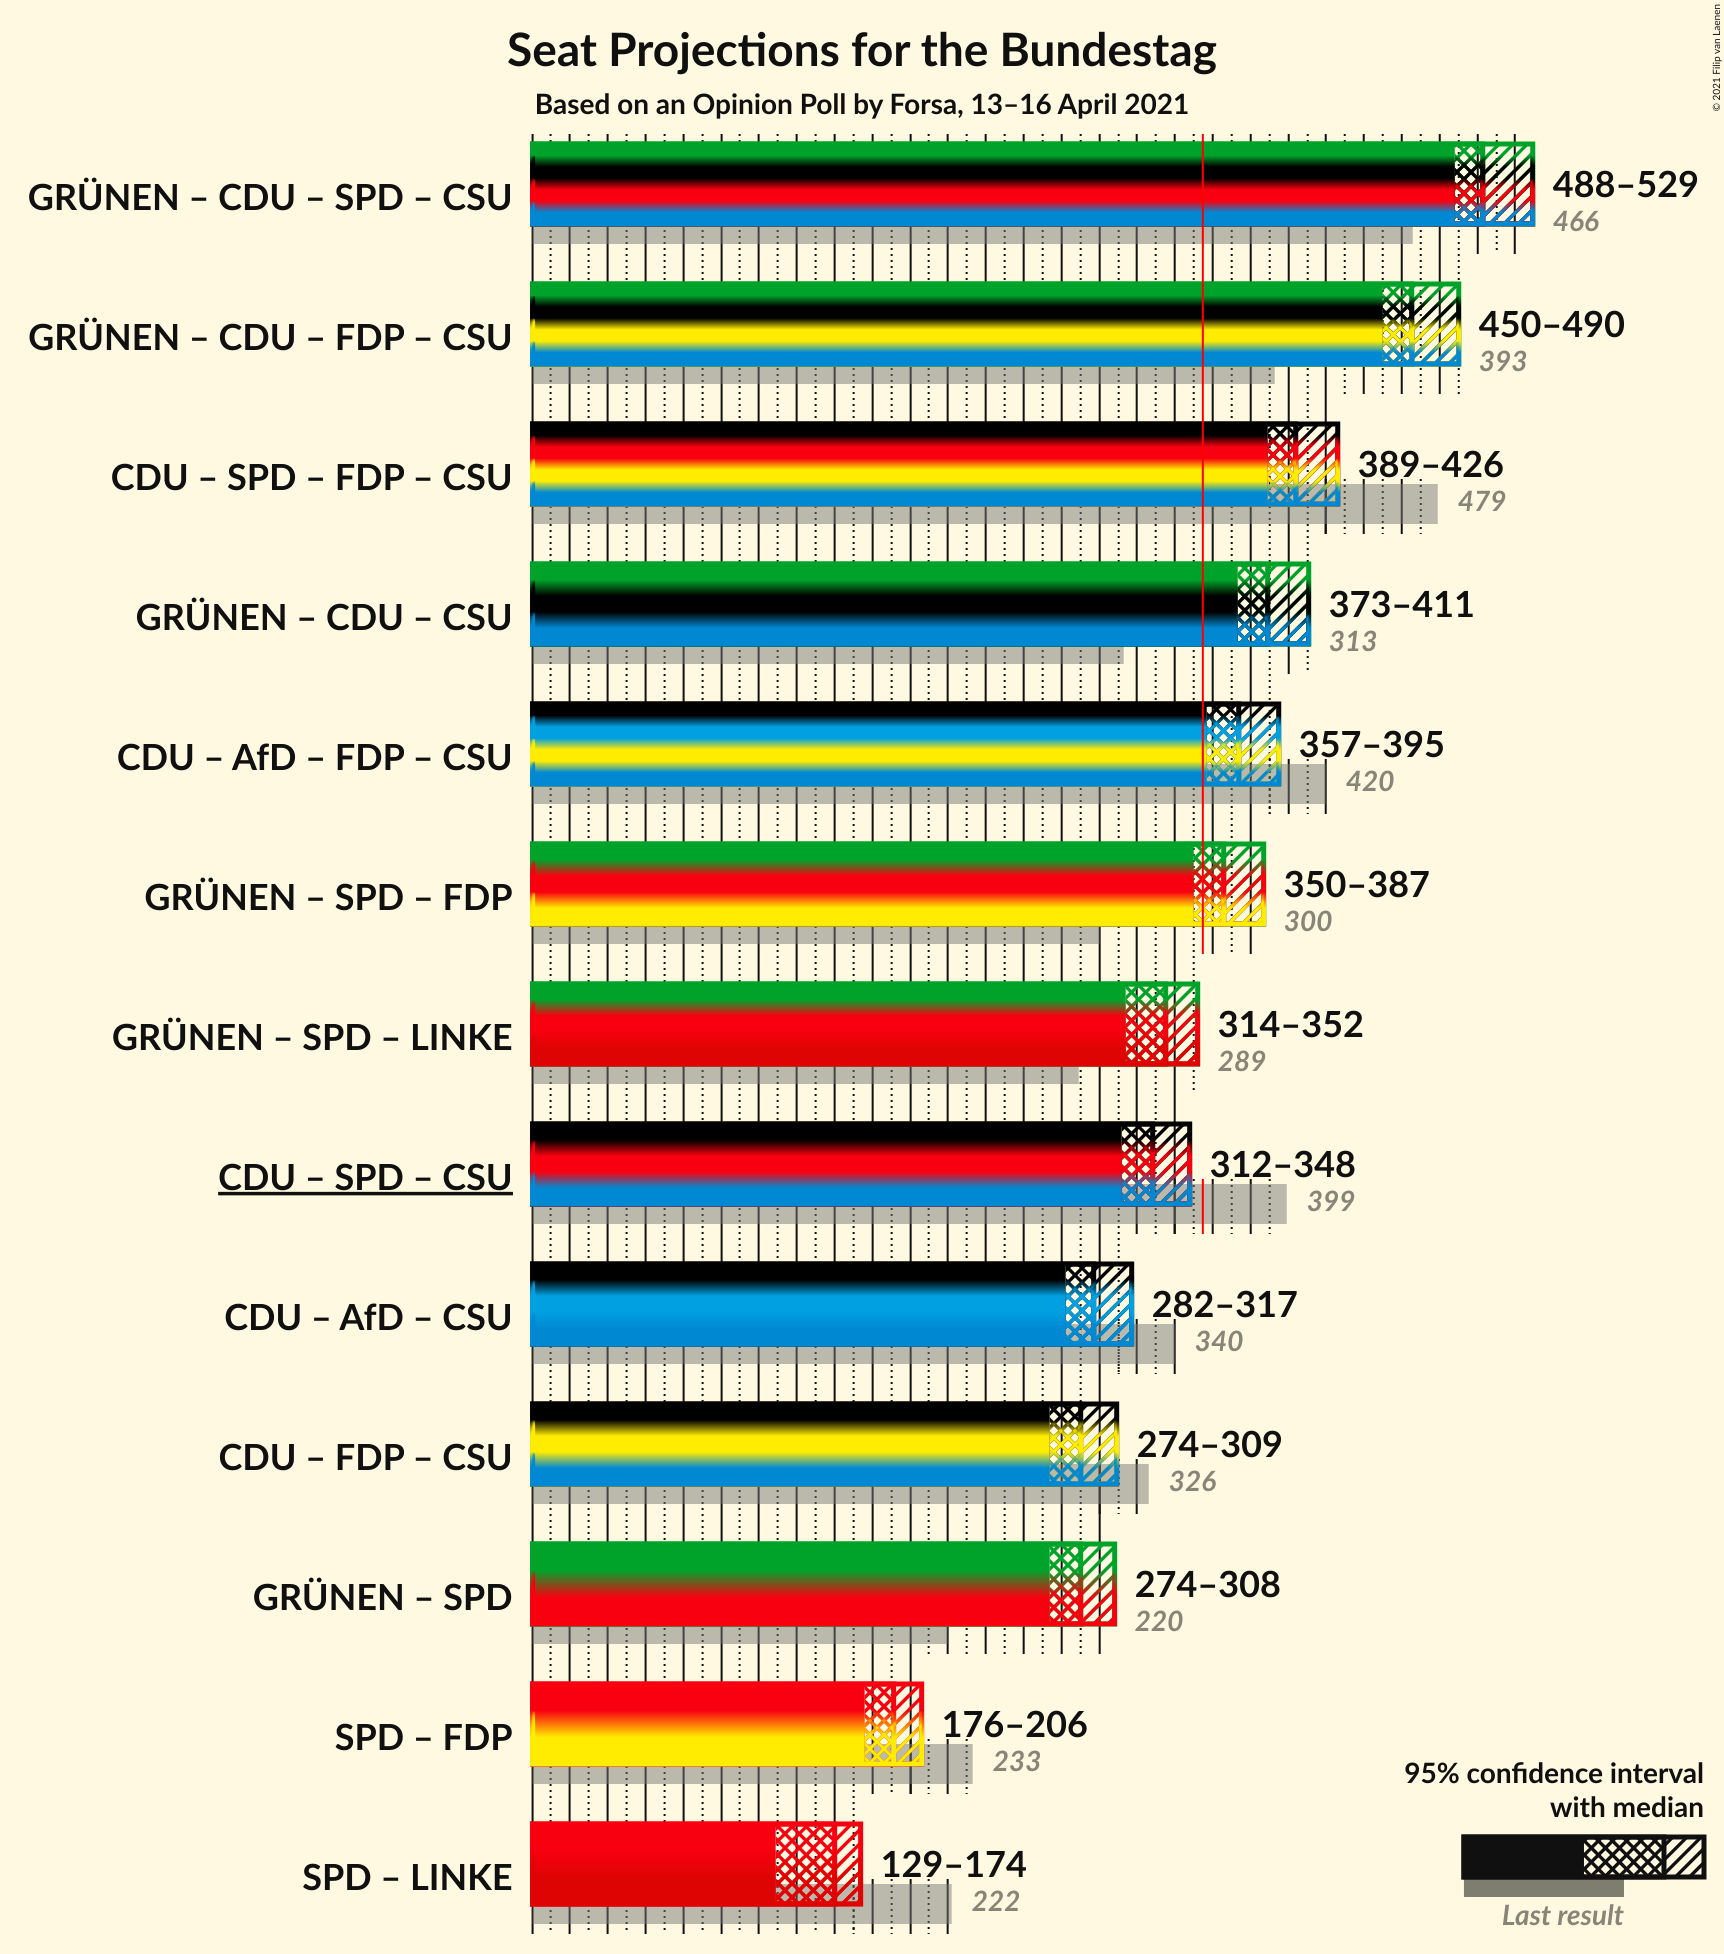 Seat Projections for the Bundestag
Based on an Opinion Poll by Forsa, 13–16 April 2021
© 2021 Filip van Laenen
GRÜNEN – CDU – SPD – CSU
488–529
466
GRÜNEN – CDU – FDP – CSU
450–490
393
CDU – SPD – FDP – CSU
389–426
479
GRÜNEN – CDU – CSU
373–411
313
CDU – AfD – FDP – CSU
357–395
420
GRÜNEN – SPD – FDP
350–387
300
GRÜNEN – SPD – LINKE
314–352
289
CDU – SPD – CSU
312–348
399
CDU – AfD – CSU
282–317
340
CDU – FDP – CSU
274–309
326
GRÜNEN – SPD
274–308
220
SPD – FDP
176–206
233
SPD – LINKE
129–174
222
95% confidence interval
with median
Last result